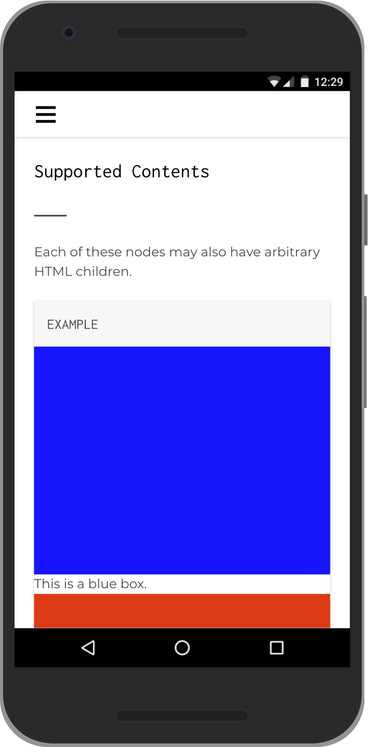 12:29
Supported Contents
Each of these nodes may also have arbitrary
HTML children.
EXAMPLE
This is a blue box.